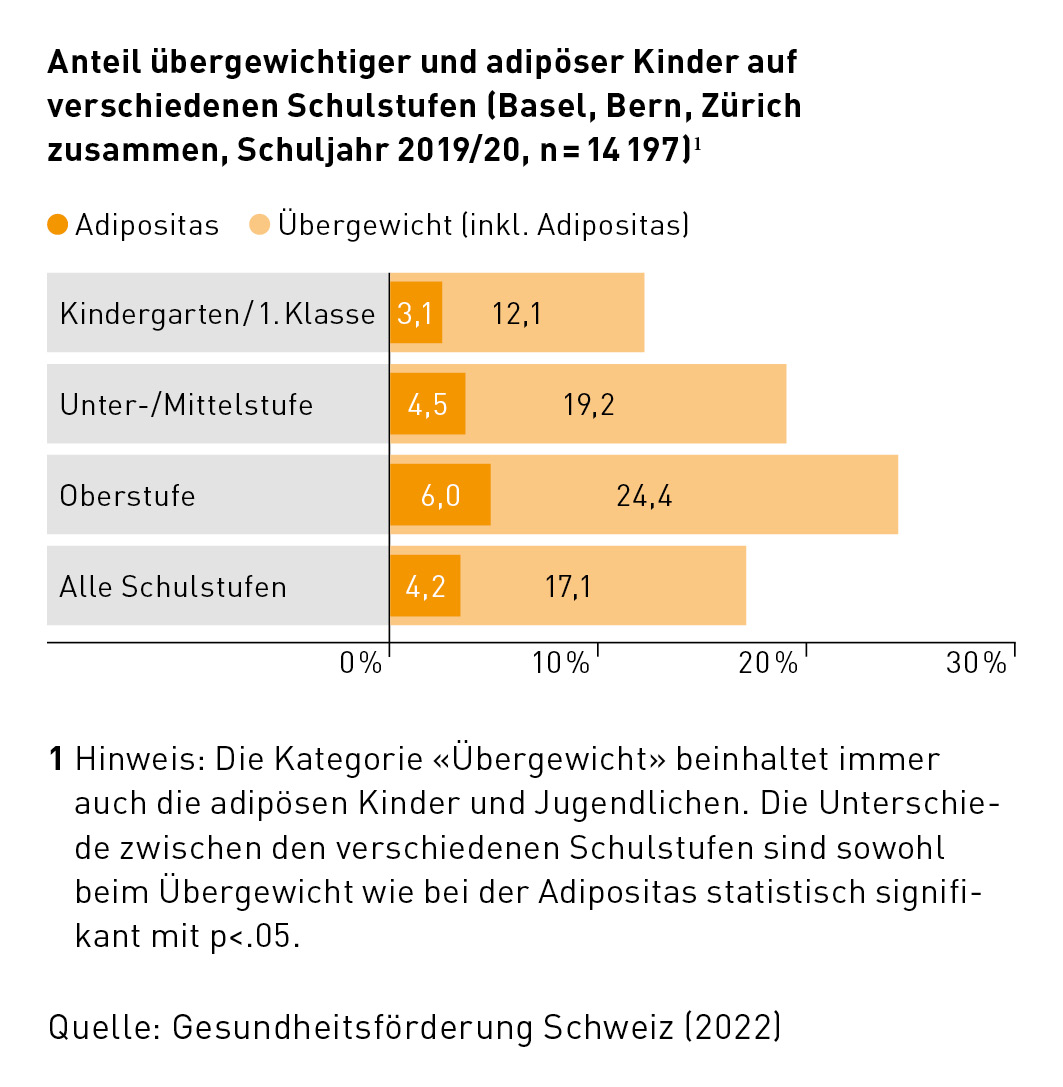 Anteil übergewichtiger und adipöser Kinder auf
verschiedenen Schulstufen (Basel, Bern, Zürich
zusammen, Schuljahr 2019/20, n = 14 197)¹
Adipositas Übergewicht (inkl. Adipositas)
Kindergarten / 1. Klasse 3,1 12,1
Unter-/Mittelstufe 4,5 19,2
Oberstufe 6,0 24,4
Alle Schulstufen 4,2 17,1
0 % 10 % 20 % 30 %
1 Hinweis: Die Kategorie «Übergewicht» beinhaltet immer
auch die adipösen Kinder und Jugendlichen. Die Unterschie-
de zwischen den verschiedenen Schulstufen sind sowohl
beim Übergewicht wie bei der Adipositas statistisch signifi-
kant mit p<.05.
Quelle: Gesundheitsförderung Schweiz (2022)